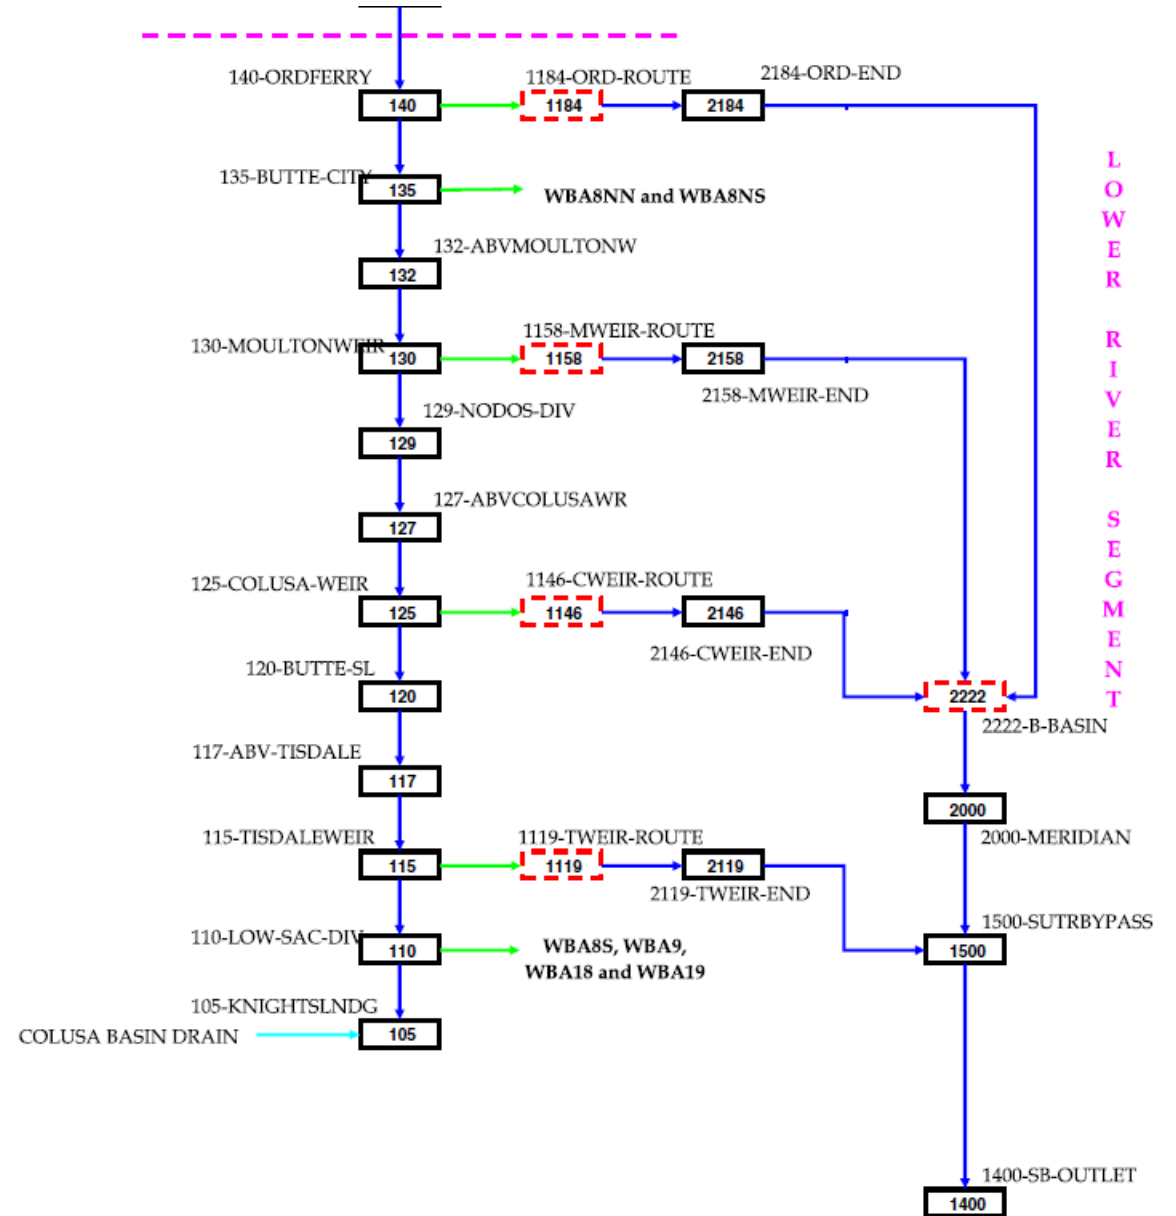 140-ORDFERRY
1184-ORD-ROUTE
2184-ORD-END
140
1184
2184
135-BUTTE-CITY
135
WBA8NN and WBA8NS
132-ABVMOULTONW
132
1158-MWEIR-ROUTE
130-MOULTONWEIR
130
1158
2158
2158-MWEIR-END
129-NODOS-DIV
129
127-ABVCOLUSAWR
127
1146-CWEIR-ROUTE
125-COLUSA-WEIR
125
1146
2146
2146-CWEIR-END
120-BUTTE-SL
120
2222
2222-B-BASIN
117-ABV-TISDALE
117
2000
2000-MERIDIAN
115-TISDALEWEIR
1119-TWEIR-ROUTE
115
1119
2119
2119-TWEIR-END
1500-SUTRBYPASS
110-LOW-SAC-DIV
110
WBA8S, WBA9,
WBA18 and WBA19
1500
105-KNIGHTSLNDG
COLUSA BASIN DRAIN
105
1400-SB-OUTLET
1400
LOWER RIVER SEGMENT